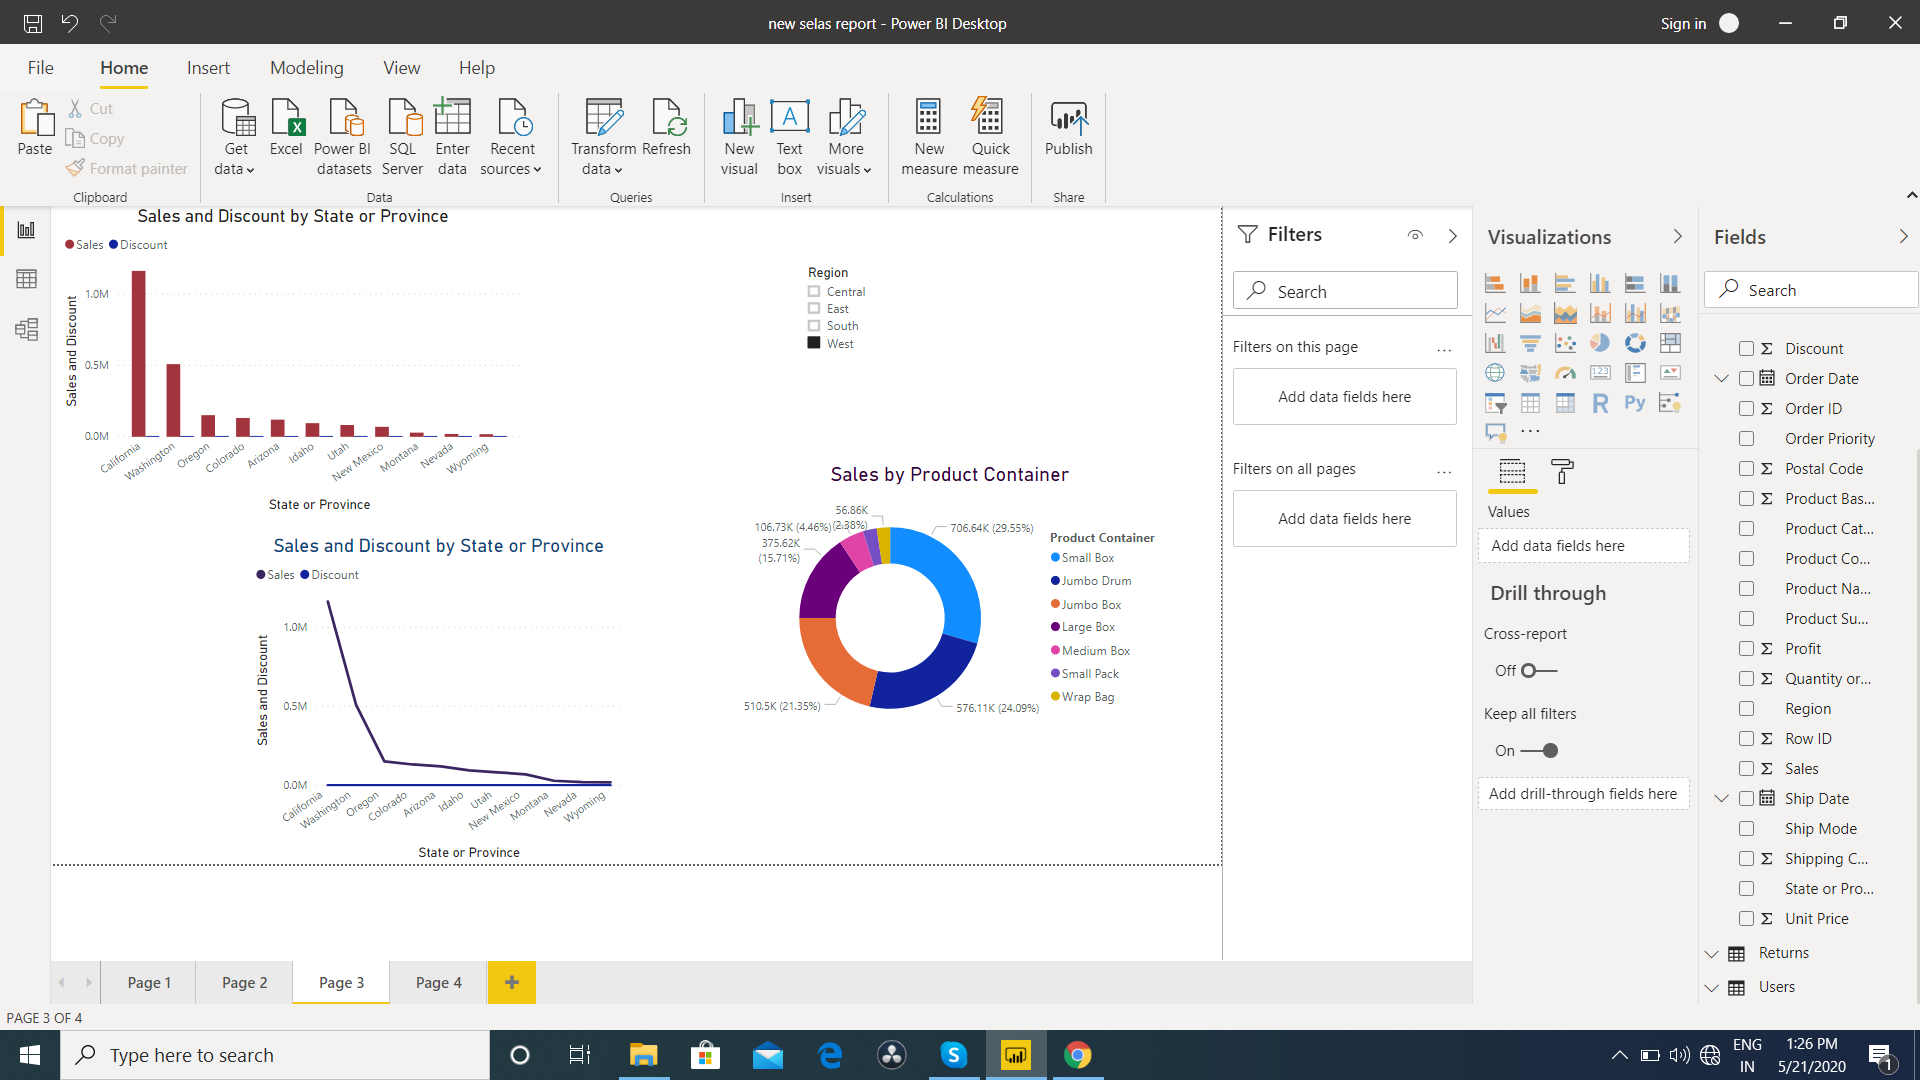 new selas report - Power BI Desktop
Sign in
File
Home
Insert
Modeling
View
Help
Paste
Cut
Copy
Format painter
Clipboard
Get data
Excel
Power BI datasets
SQL Server
Enter data
Recent sources
Data
Transform data
Refresh
Queries
New visual
Text box
More visuals
Insert
New measure
Quick measure
Calculations
Publish
Share
Sales and Discount by State or Province
Sales Discount
Sales and Discount
1.0M
0.5M
0.0M
California
Washington
Oregon
Colorado
Arizona
Idaho
Utah
New Mexico
Montana
Nevada
Wyoming
State or Province
Region
Central
East
South
West
Sales and Discount by State or Province
Sales Discount
Sales and Discount
1.0M
0.5M
0.0M
California
Washington
Oregon
Colorado
Arizona
Idaho
Utah
New Mexico
Montana
Nevada
Wyoming
State or Province
Sales by Product Container
56.86K
(2.38%)
106.73K (4.46%)
375.62K
(15.71%)
706.64K (29.55%)
510.5K (21.35%)
576.11K (24.09%)
Product Container
Small Box
Jumbo Drum
Jumbo Box
Large Box
Medium Box
Small Pack
Wrap Bag
Filters
Search
Filters on this page
...
Add data fields here
Filters on all pages
...
Add data fields here
Visualizations
123
R
Py
...
Values
Add data fields here
Drill through
Cross-report
Off
Keep all filters
On
Add drill-through fields here
Fields
Search
Σ Discount
Order Date
Σ Order ID
Order Priority
Σ Postal Code
Σ Product Bas...
Product Cat...
Product Co...
Product Na...
Product Su...
Σ Profit
Σ Quantity or...
Region
Σ Row ID
Σ Sales
Ship Date
Ship Mode
Σ Shipping C...
State or Pro...
Σ Unit Price
Returns
Users
Page 1
Page 2
Page 3
Page 4
+
PAGE 3 OF 4
Type here to search
ENG
IN
1:26 PM
5/21/2020
1